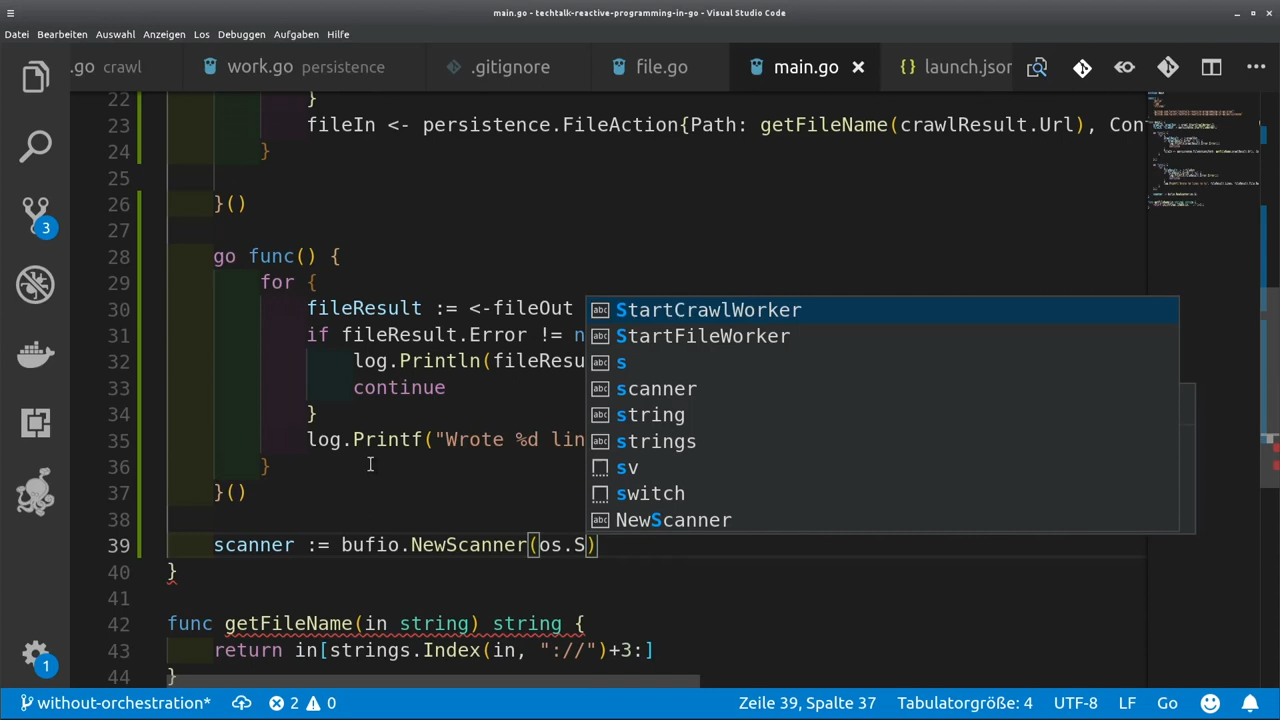 main.go - techtalk-reactive-programming-in-go - Visual Studio Code
Datei Bearbeiten Auswahl Anzeigen Los Debuggen Aufgaben Hilfe
.go crawl work.go persistence .gitignore file.go main.go launch.json
22 }
23 fileIn <- persistence.FileAction{Path: getFileName(crawlResult.Url), Con
24 }
25
26 }()
27
28 go func() {
29 for {
30 fileResult := <-fileOut
31 if fileResult.Error != n
32 log.Println(fileResu
33 continue
34 }
35 log.Printf("Wrote %d lin
36 }
37 }()
38
39 scanner := bufio.NewScanner(os.S)
40 }
41
42 func getFileName(in string) string {
43 return in[strings.Index(in, "://")+3:]
44 }
StartCrawlWorker
StartFileWorker
s
scanner
string
strings
sv
switch
NewScanner
3
1
without-orchestration* 2 0 Zeile 39, Spalte 37 Tabulatorgröße: 4 UTF-8 LF Go